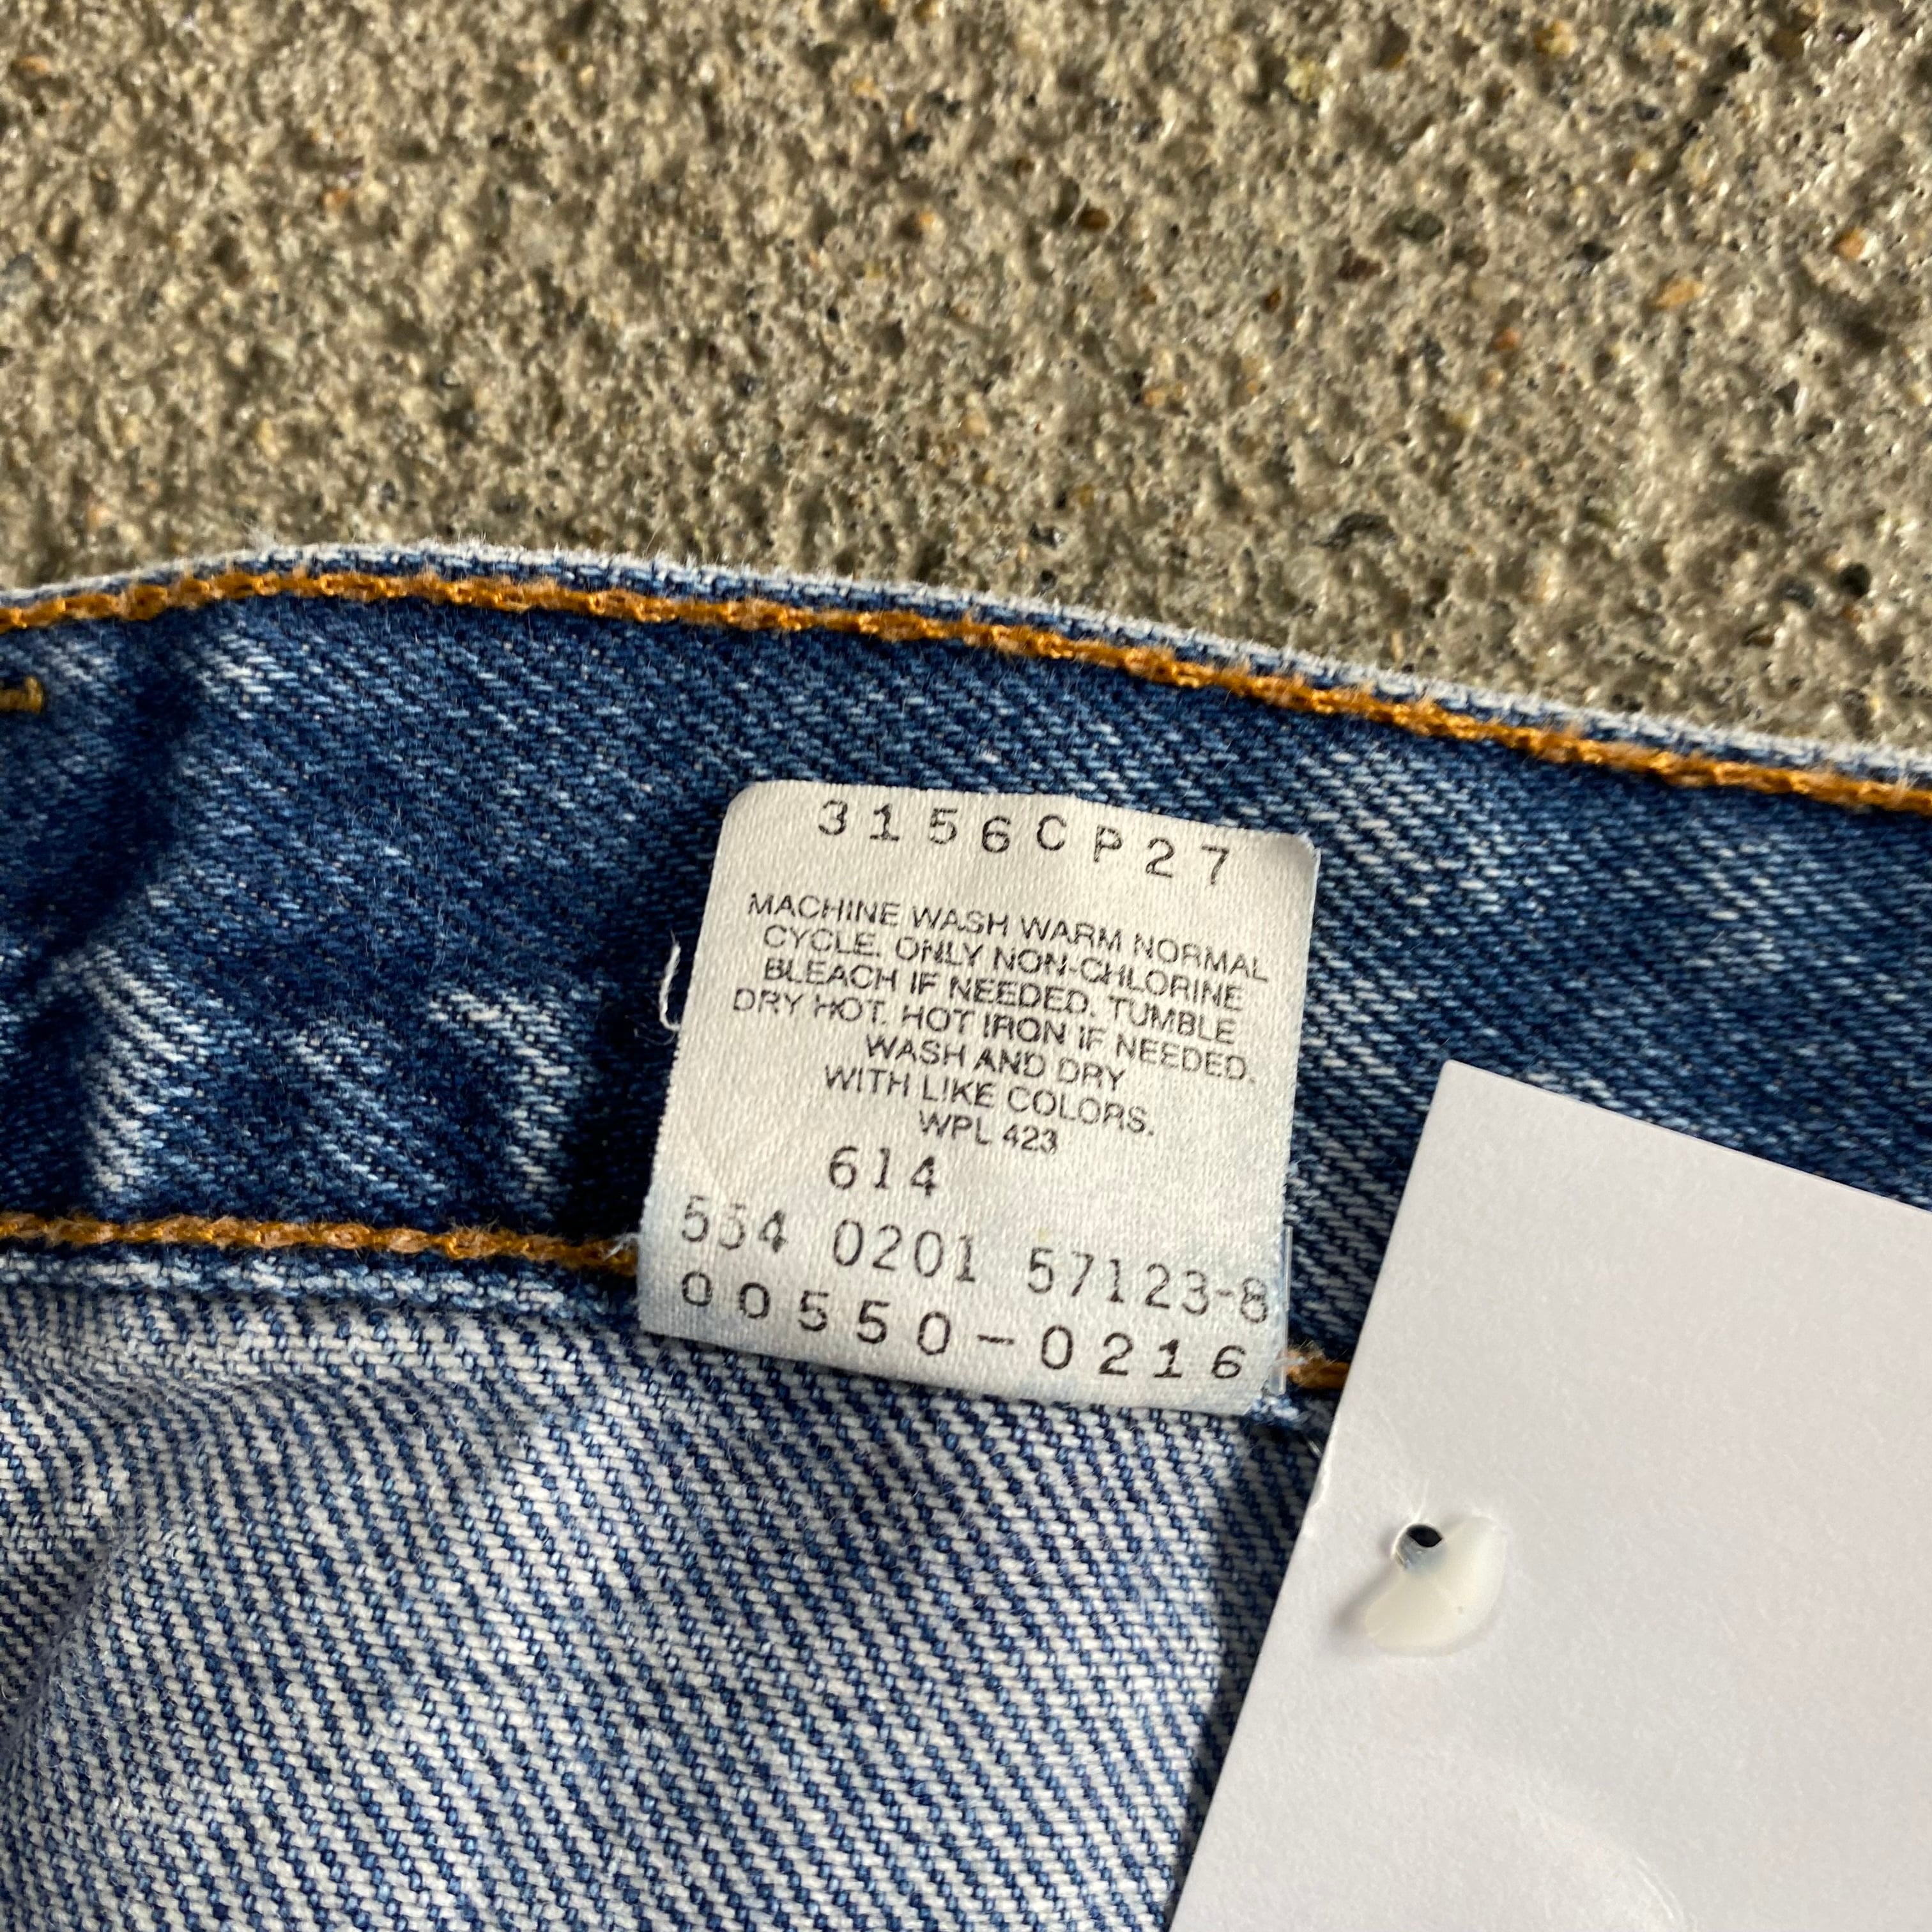 3156CP27
MACHINE WASH WARM NORMAL
CYCLE. ONLY NON-CHLORINE
BLEACH IF NEEDED. TUMBLE
DRY HOT. HOT IRON IF NEEDED.
WASH AND DRY
WITH LIKE COLORS.
WPL 423
614
554 0201 57123-8
00550-0216